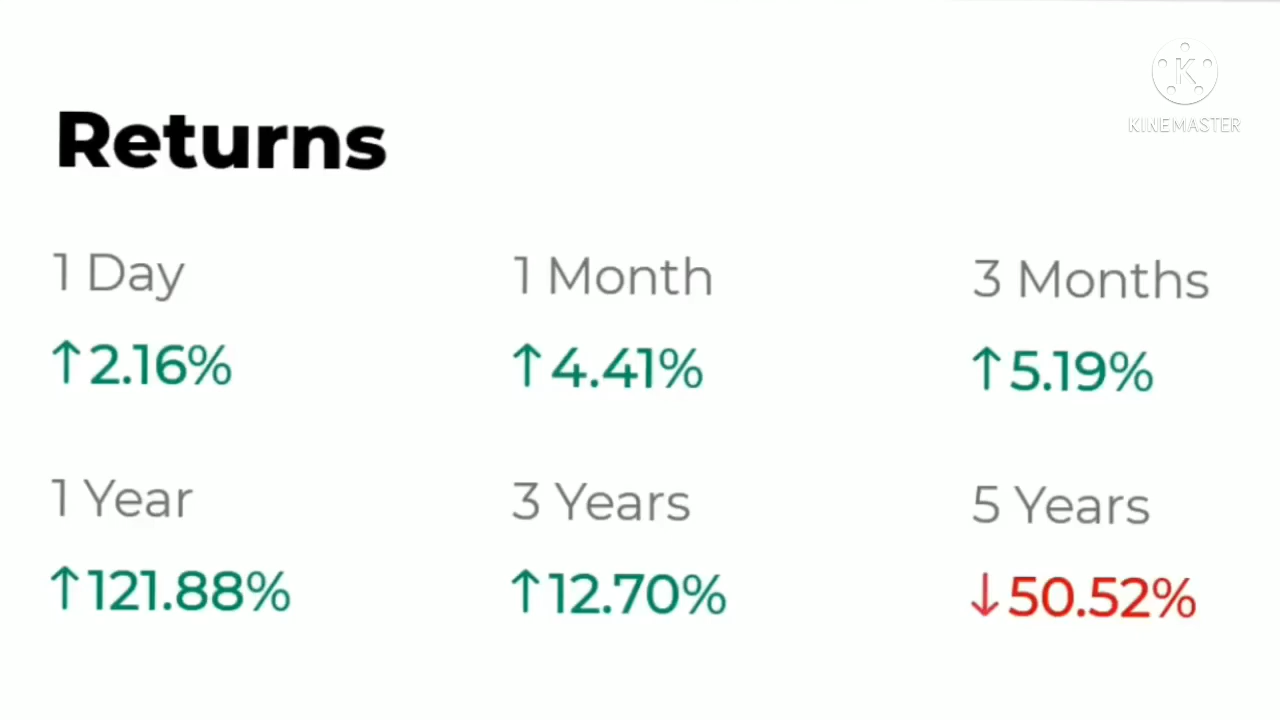 Returns
KINEMASTER
1 Day 1 Month 3 Months
↑2.16% ↑4.41% ↑5.19%
1 Year 3 Years 5 Years
↑121.88% ↑12.70% ↓50.52%